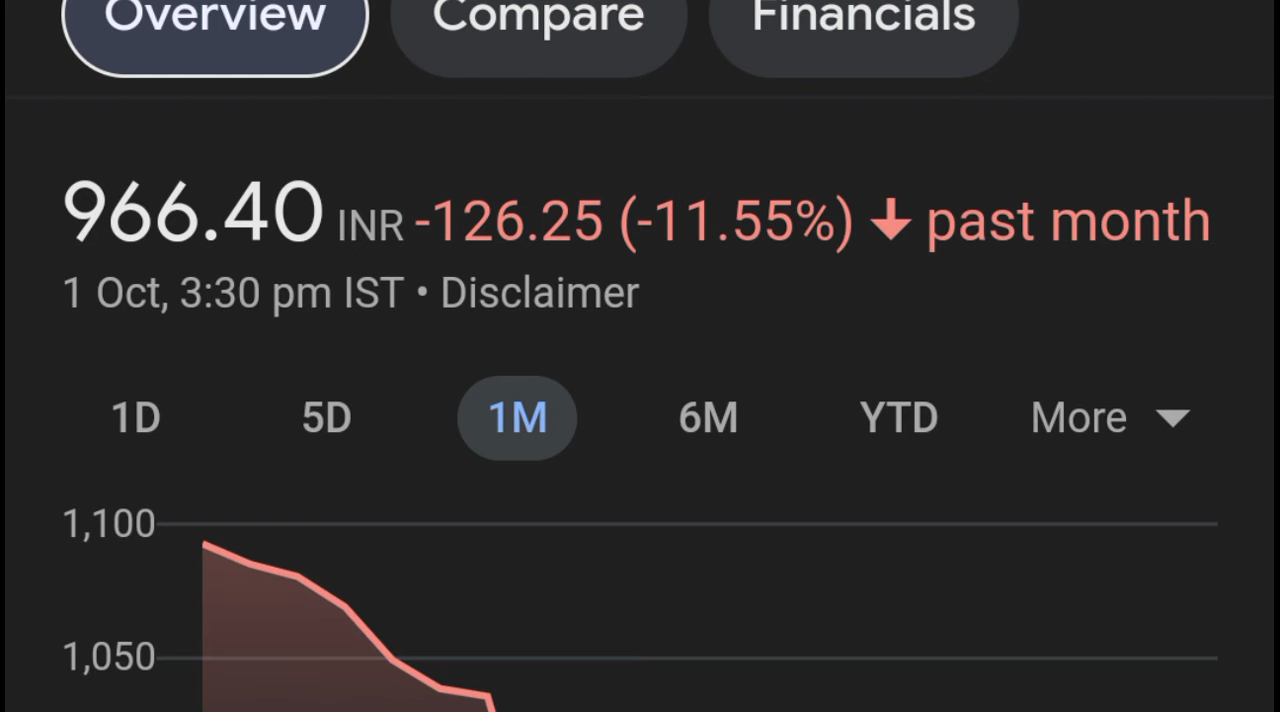 Overview Compare Financials
966.40 INR -126.25 (-11.55%) ↓ past month
1 Oct, 3:30 pm IST • Disclaimer
1D 5D 1M 6M YTD More
1,100
1,050